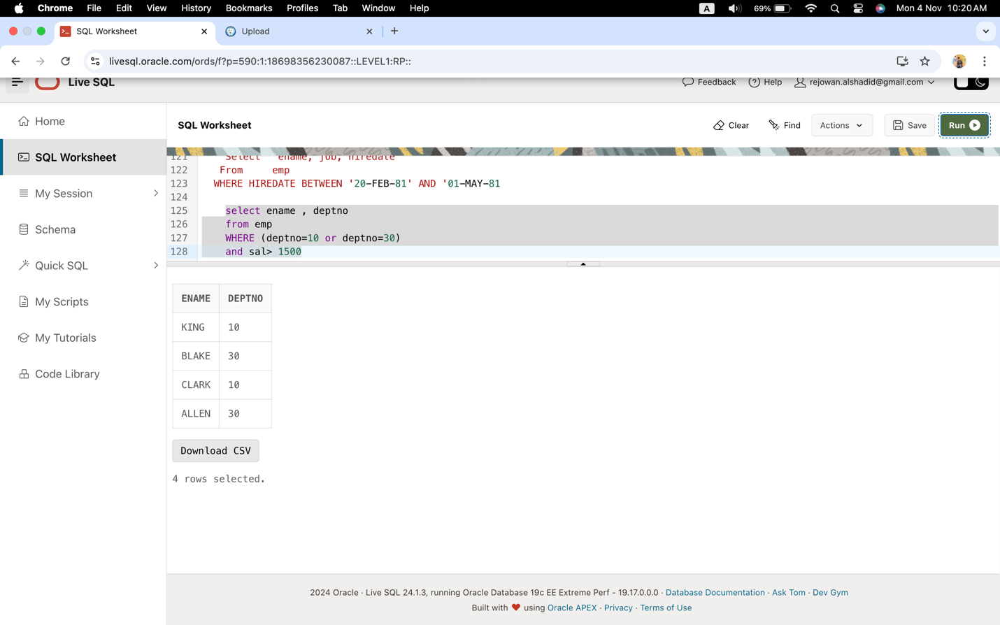 Chrome File Edit View History Bookmarks Profiles Tab Window Help A 69% Mon 4 Nov 10:20 AM
SQL Worksheet Upload
livesql.oracle.com/ords/f?p=590:1:18698356230087::LEVEL1:RP::
Live SQL Feedback Help rejowan.alshadid@gmail.com
Home
SQL Worksheet
My Session
Schema
Quick SQL
My Scripts
My Tutorials
Code Library
SQL Worksheet Clear Find Actions Save Run
121 Select ename, job, hiredate
122 From emp
123 WHERE HIREDATE BETWEEN '20-FEB-81' AND '01-MAY-81
124
125 select ename , deptno
126 from emp
127 WHERE (deptno=10 or deptno=30)
128 and sal> 1500
ENAME DEPTNO
KING 10
BLAKE 30
CLARK 10
ALLEN 30
Download CSV
4 rows selected.
2024 Oracle · Live SQL 24.1.3, running Oracle Database 19c EE Extreme Perf - 19.17.0.0.0 · Database Documentation · Ask Tom · Dev Gym
Built with ❤ using Oracle APEX · Privacy · Terms of Use